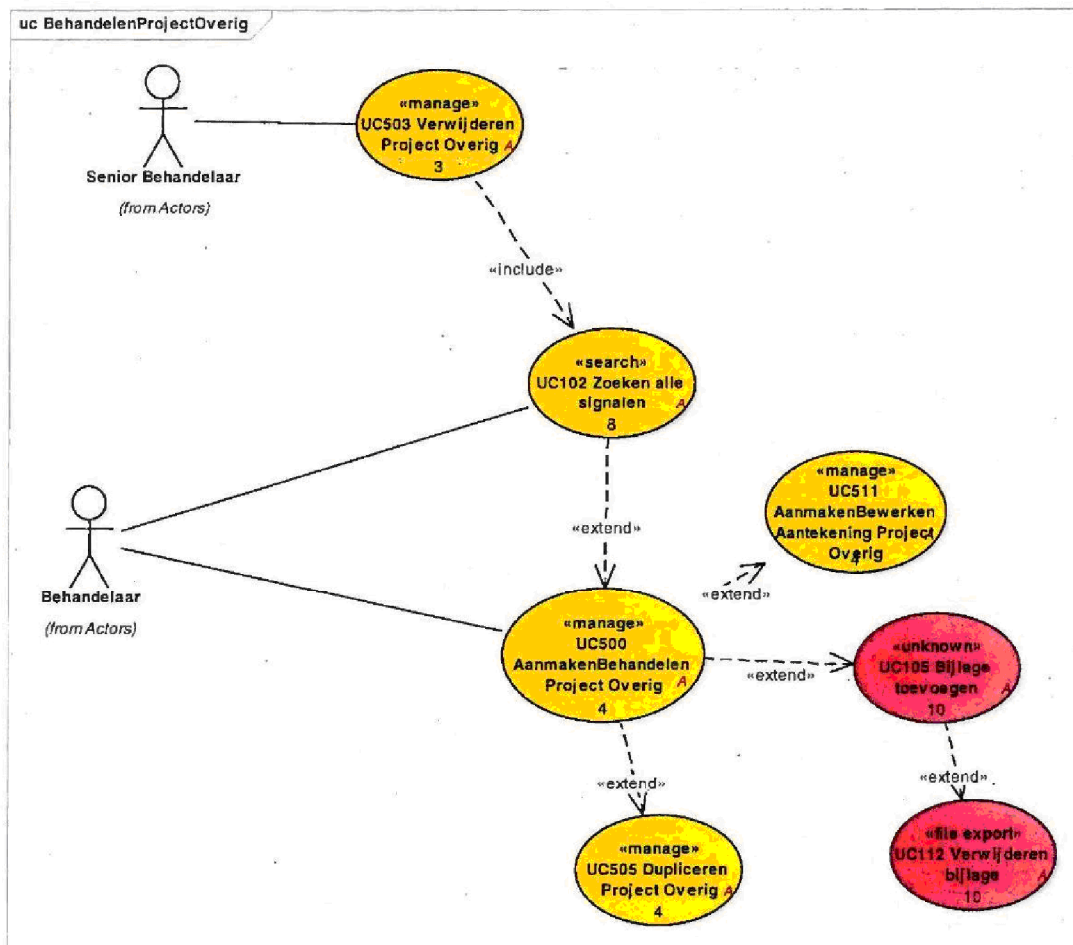 uc BehandelenProjectOverig
«manage»
UC503 Verwijderen
Project Overig A
3
Senior Behandelaar
(from Actors)
«include»
«search»
UC102 Zoeken alle
signalen A
8
«manage»
UC511
AanmakenBewerken
Aantekening Project
Overig
«extend»
Behandelaar
(from Actors)
«extend»
«manage»
UC500
AanmakenBehandelen
Project Overig A
4
«unknown»
UC105 Bijlage
toevoegen A
10
«extend»
«extend»
«extend»
«manage»
UC505 Dupliceren
Project Overig A
4
«file export»
UC112 Verwijderen
bijlage A
10